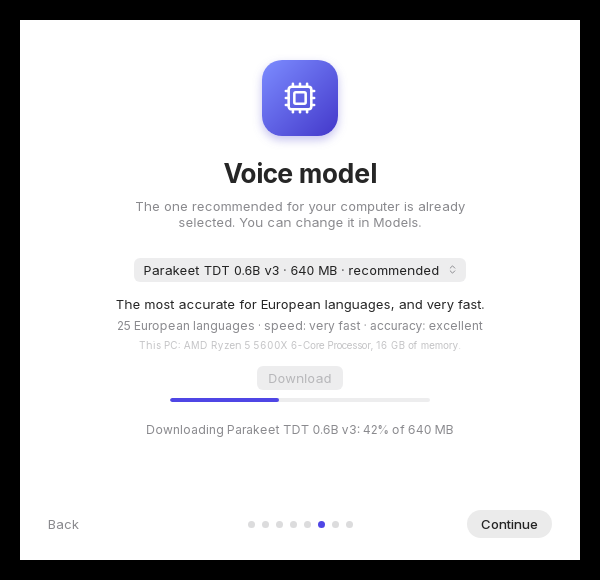 Voice model
The one recommended for your computer is already
selected. You can change it in Models.
Parakeet TDT 0.6B v3 · 640 MB · recommended
The most accurate for European languages, and very fast.
25 European languages · speed: very fast · accuracy: excellent
This PC: AMD Ryzen 5 5600X 6-Core Processor, 16 GB of memory.
Download
Downloading Parakeet TDT 0.6B v3: 42% of 640 MB
Back
Continue